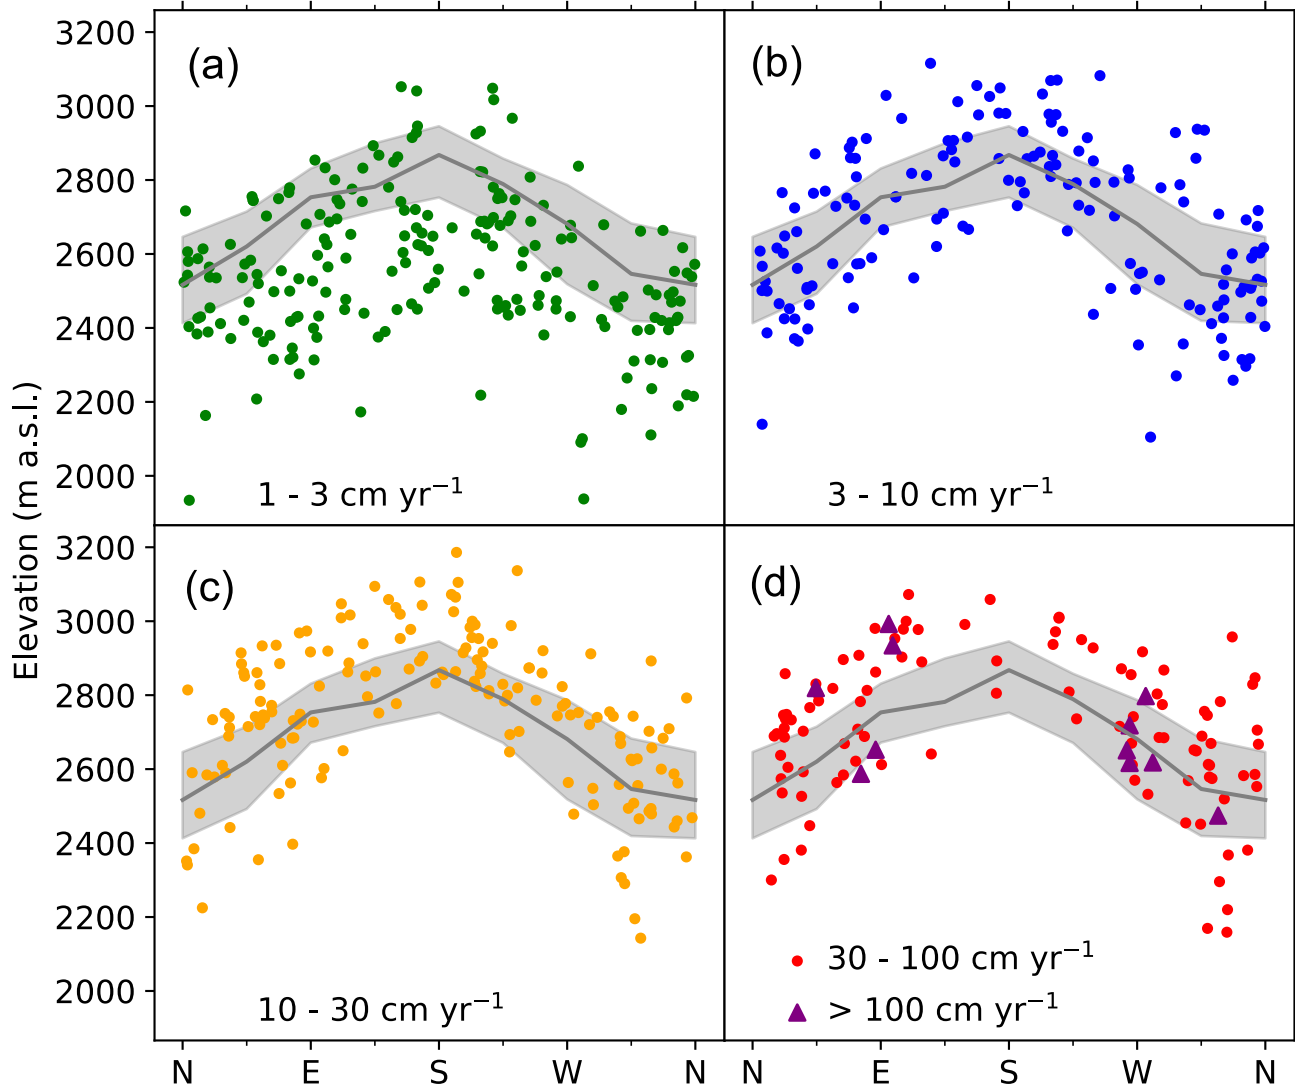 (a)
(b)
3200
3000
2800
2600
2400
2200
2000
1 - 3 cm yr⁻¹
3 - 10 cm yr⁻¹
Elevation (m a.s.l.)
(c)
(d)
3200
3000
2800
2600
2400
2200
2000
10 - 30 cm yr⁻¹
30 - 100 cm yr⁻¹
> 100 cm yr⁻¹
N E S W N
N E S W N